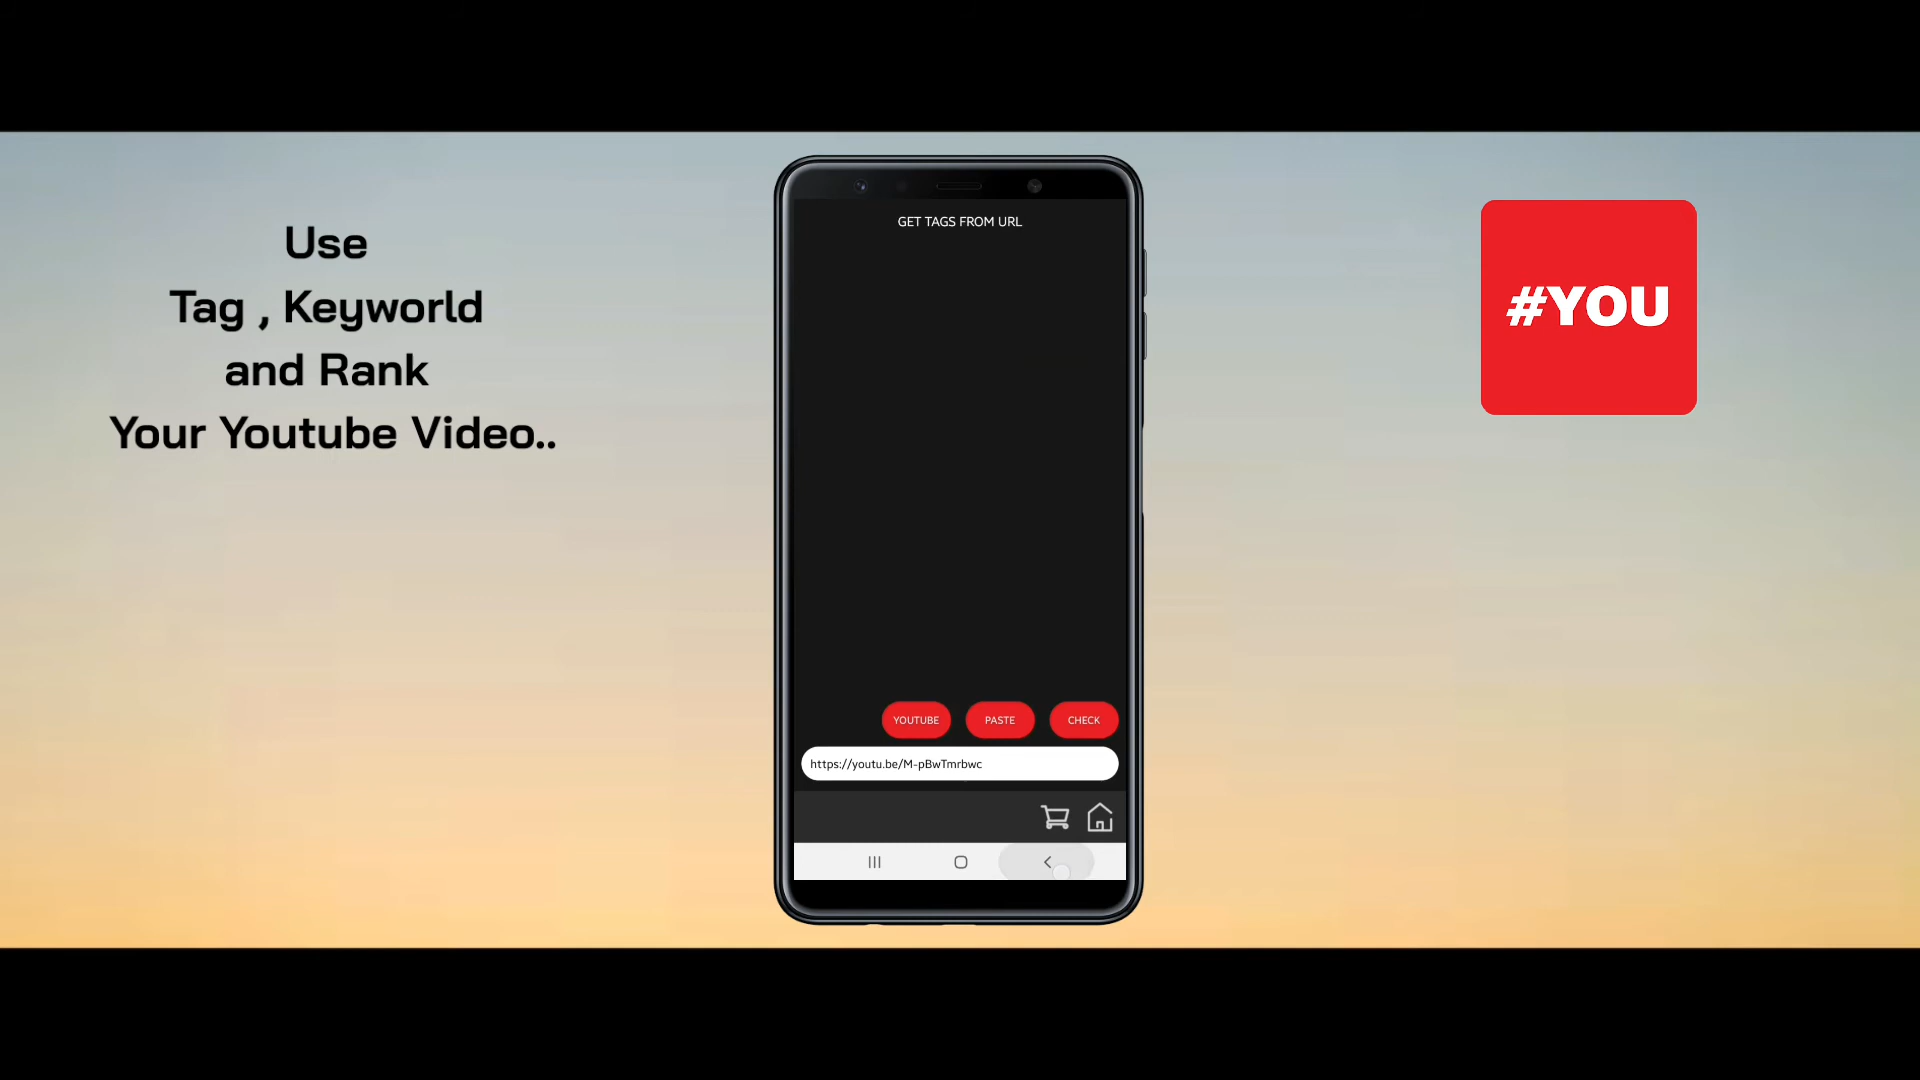 Use
Tag , Keyworld
and Rank
Your Youtube Video..
GET TAGS FROM URL
YOUTUBE PASTE CHECK
https://youtu.be/M-pBwTmrbwc
#YOU